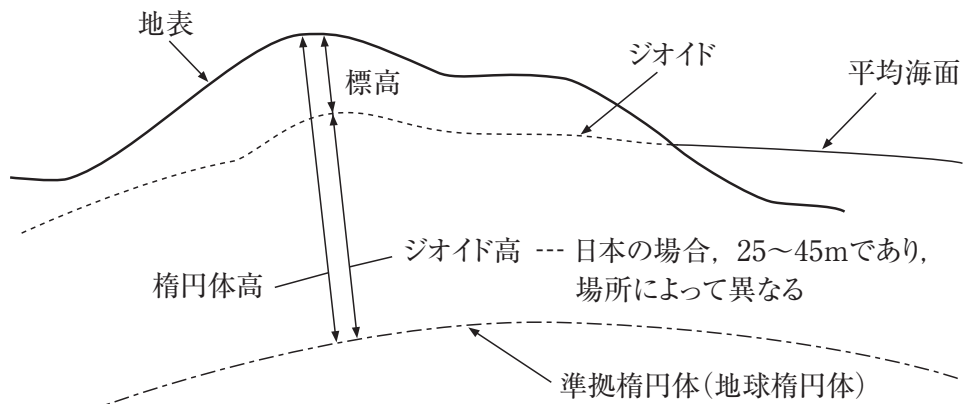 地表
ジオイド
標高
平均海面
ジオイド高 --- 日本の場合, 25～45mであり,
楕円体高
場所によって異なる
準拠楕円体(地球楕円体)